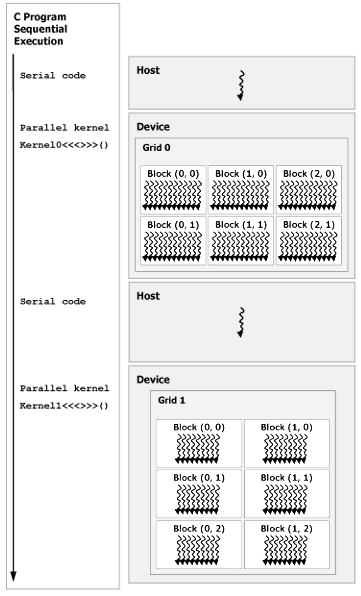 C Program
Sequential
Execution
Serial code
Host
Parallel kernel
Kernel0<<<>>>()
Device
Grid 0
Block (0, 0) Block (1, 0) Block (2, 0)
Block (0, 1) Block (1, 1) Block (2, 1)
Serial code
Host
Parallel kernel
Kernel1<<<>>>()
Device
Grid 1
Block (0, 0) Block (1, 0)
Block (0, 1) Block (1, 1)
Block (0, 2) Block (1, 2)